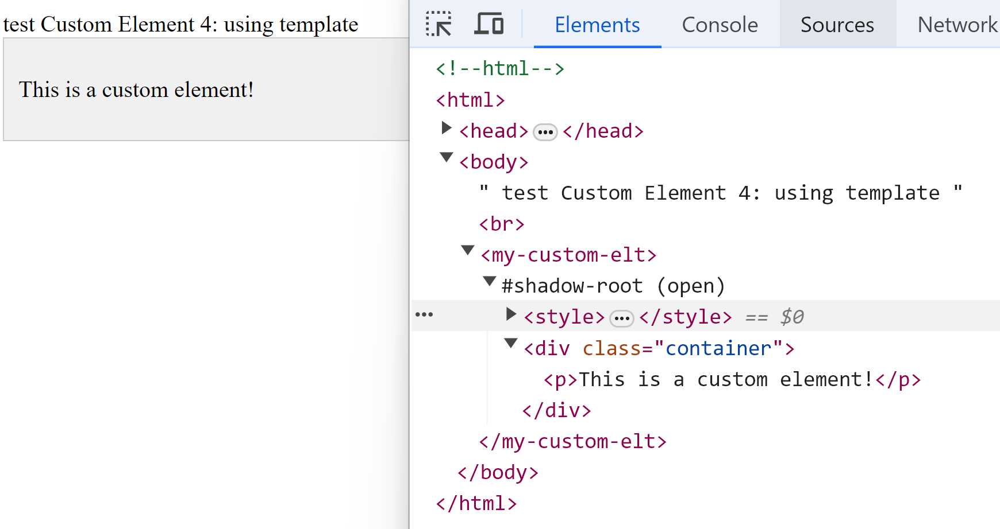 test Custom Element 4: using template
This is a custom element!
Elements Console Sources Network
<!--html-->
<html>
<head> ••• </head>
<body>
" test Custom Element 4: using template "
<br>
<my-custom-elt>
#shadow-root (open)
••• <style> ••• </style> == $0
<div class="container">
<p>This is a custom element!</p>
</div>
</my-custom-elt>
</body>
</html>